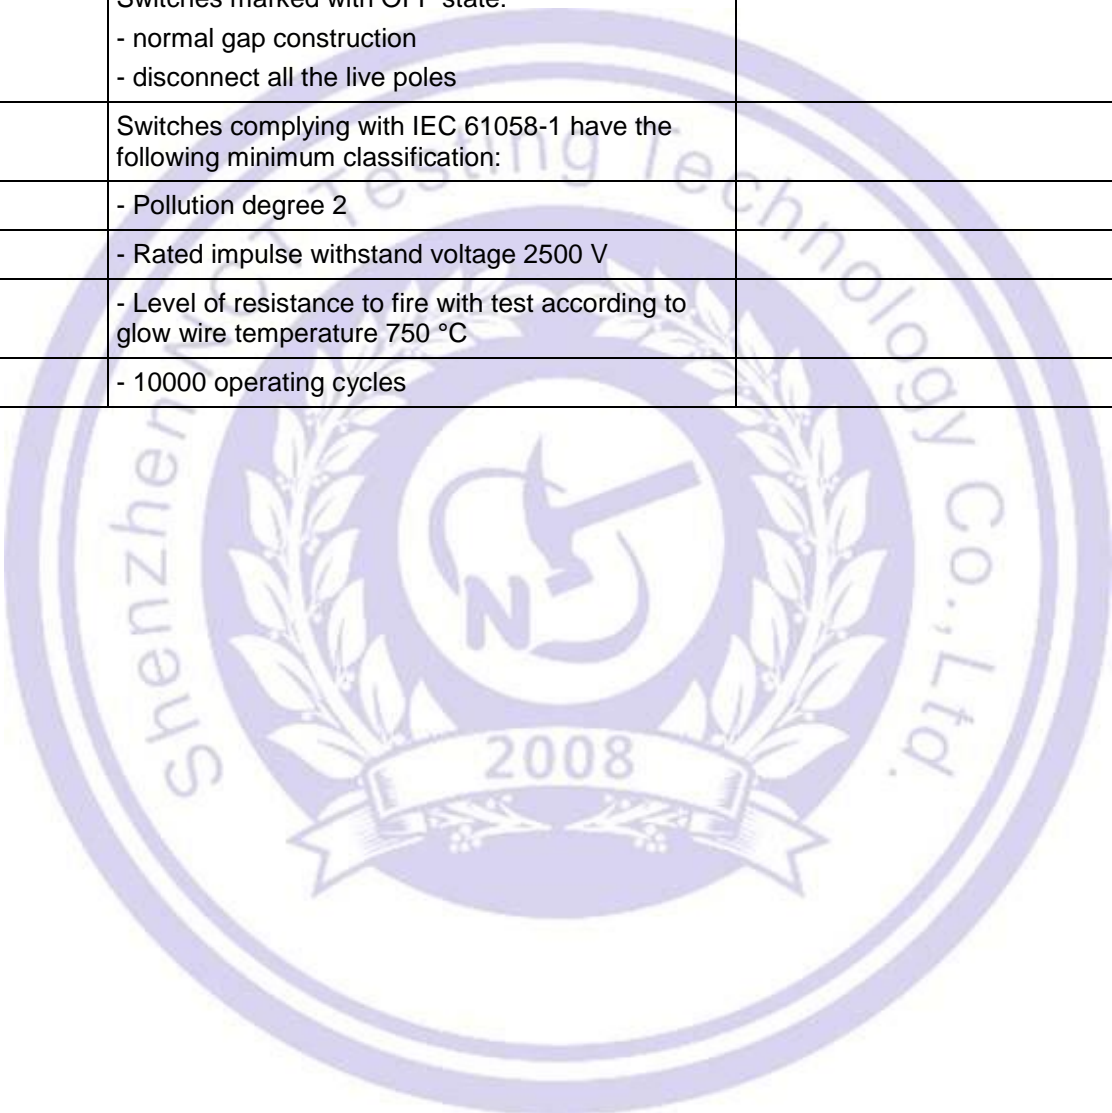 Switches marked with OFF state:
- normal gap construction
- disconnect all the live poles
Switches complying with IEC 61058-1 have the
following minimum classification:
- Pollution degree 2
- Rated impulse withstand voltage 2500 V
- Level of resistance to fire with test according to
glow wire temperature 750 °C
- 10000 operating cycles
Shenzhen NCT Testing Technology Co.,Ltd.
N
2008